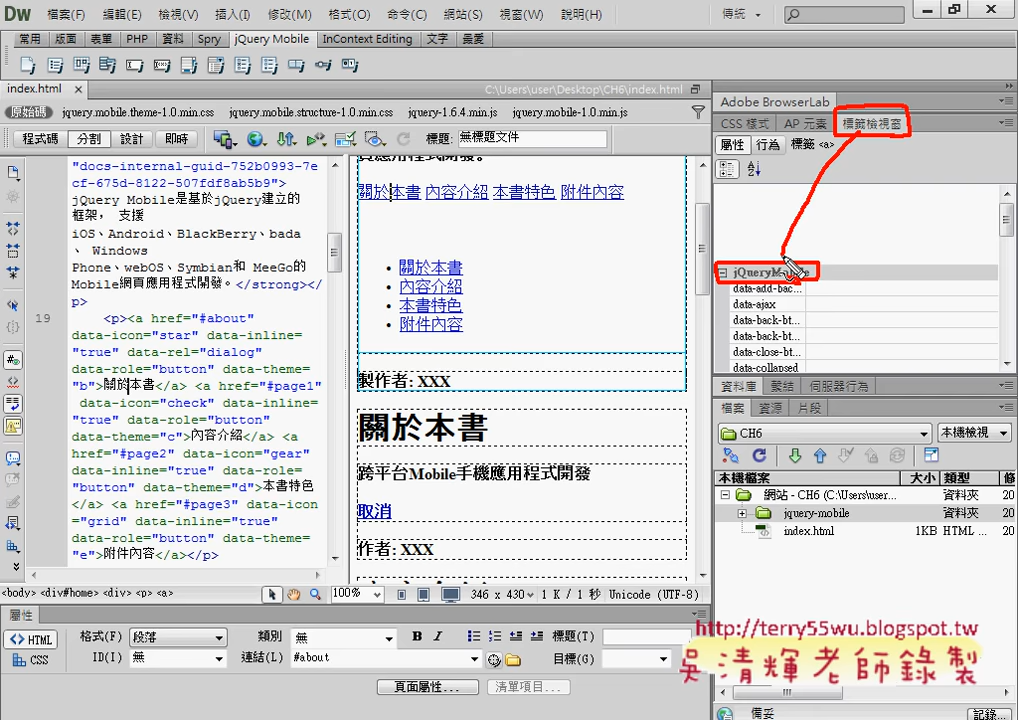 Dw 檔案(F) 編輯(E) 檢視(V) 插入(I) 修改(M) 格式(O) 命令(C) 網站(S) 視窗(W) 說明(H) 傳統
常用 版面 表單 PHP 資料 Spry jQuery Mobile InContext Editing 文字 我的最愛
index.html C:\Users\user\Desktop\CH6\index.html
原始碼 jquery.mobile.theme-1.0.min.css jquery.mobile.structure-1.0.min.css jquery-1.6.4.min.js jquery.mobile-1.0.min.js
程式碼 分割 設計 即時 標題: 無標題文件
"docs-internal-guid-752b0993-7e
cf-675d-8122-507fdf8ab5b9">
jQuery Mobile是基於jQuery建立的
框架, 支援
iOS、Android、BlackBerry、bada
、 Windows
Phone、webOS、Symbian和 MeeGo的
Mobile網頁應用程式開發。</strong></
p>
19 <p><a href="#about"
data-icon="star" data-inline=
"true" data-rel="dialog"
data-role="button" data-theme=
"b">關於本書</a> <a href="#page1"
data-icon="check" data-inline=
"true" data-role="button"
data-theme="c">內容介紹</a> <a
href="#page2" data-icon="gear"
data-inline="true" data-role=
"button" data-theme="d">本書特色
</a> <a href="#page3" data-icon
="grid" data-inline="true"
data-role="button" data-theme=
"e">附件內容</a></p>
頁應用程式開發。
關於本書 內容介紹 本書特色 附件內容
關於本書
內容介紹
本書特色
附件內容
製作者: XXX
關於本書
跨平台Mobile手機應用程式開發
取消
作者: XXX
<body> <div#home> <div> <p> <a> 100% 346 x 430 1 K / 1 秒 Unicode (UTF-8)
屬性
HTML 格式(F) 段落 類別 無 B I 標題(T)
CSS ID(I) 無 連結(L) #about 目標(G)
頁面屬性... 清單項目...
Adobe BrowserLab
CSS 樣式 AP 元素 標籤檢視窗
屬性 行為 標籤 <a>
jQueryMobile
data-add-bac...
data-ajax
data-back-bt...
data-back-bt...
data-close-bt...
data-collapsed
資料庫 繫結 伺服器行為
檔案 資源 片段
CH6 本機檢視
本機檔案 大小 類型 修
網站 - CH6 (C:\Users\user... 資料夾 20
jquery-mobile 資料夾 20
index.html 1KB HTML ... 20
http://terry55wu.blogspot.tw
吳清輝老師錄製
備妥 記錄...